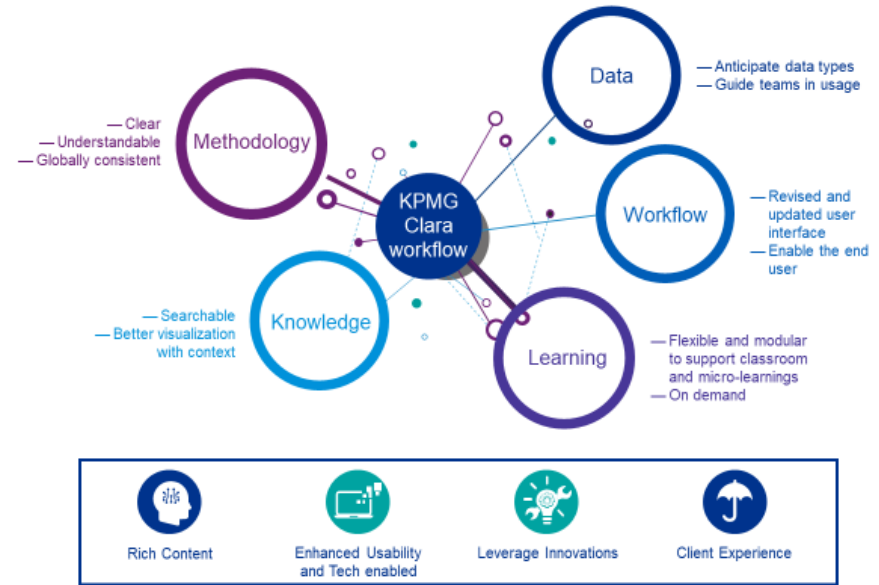 KPMG
Clara
workflow
Methodology
— Clear
— Understandable
— Globally consistent
Data
— Anticipate data types
— Guide teams in usage
Workflow
— Revised and
updated user
interface
— Enable the end
user
Knowledge
— Searchable
— Better visualization
with context
Learning
— Flexible and modular
to support classroom
and micro-learnings
— On demand
Rich Content
Enhanced Usability
and Tech enabled
Leverage Innovations
Client Experience